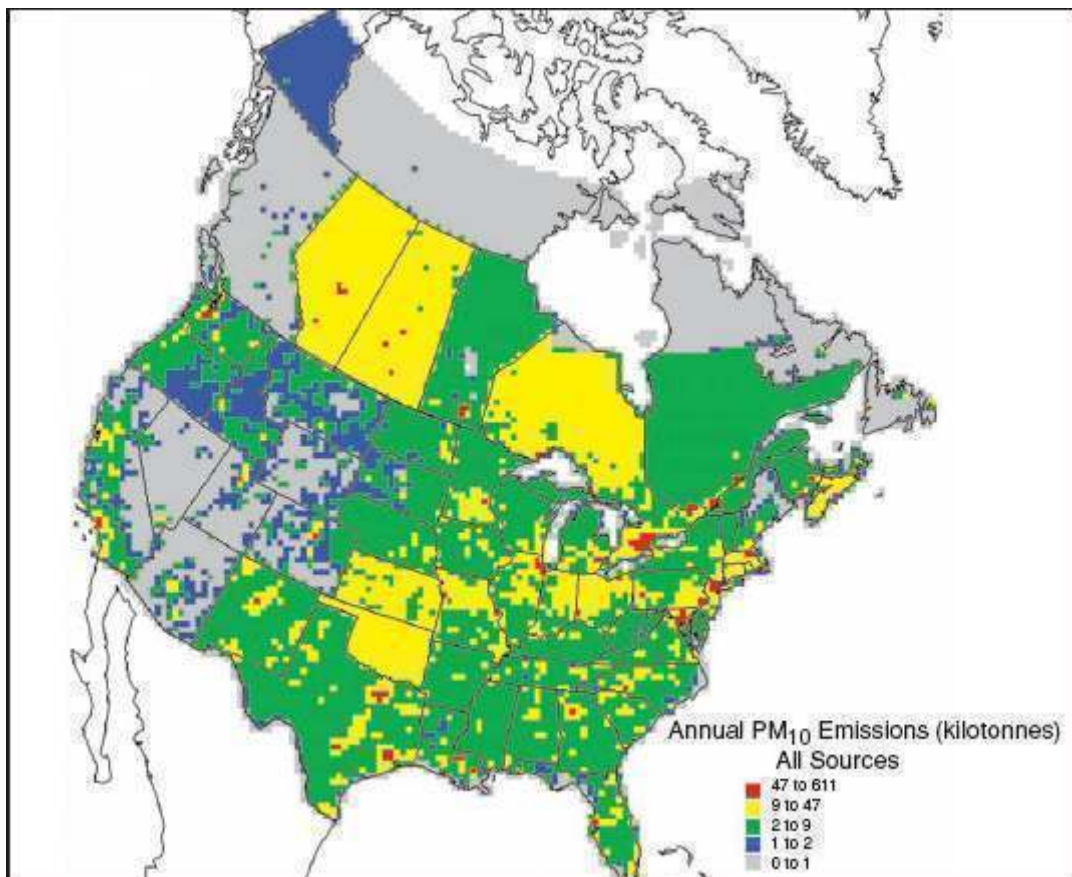 Annual PM₁₀ Emissions (kilotonnes)
All Sources
47 to 611
9 to 47
2 to 9
1 to 2
0 to 1